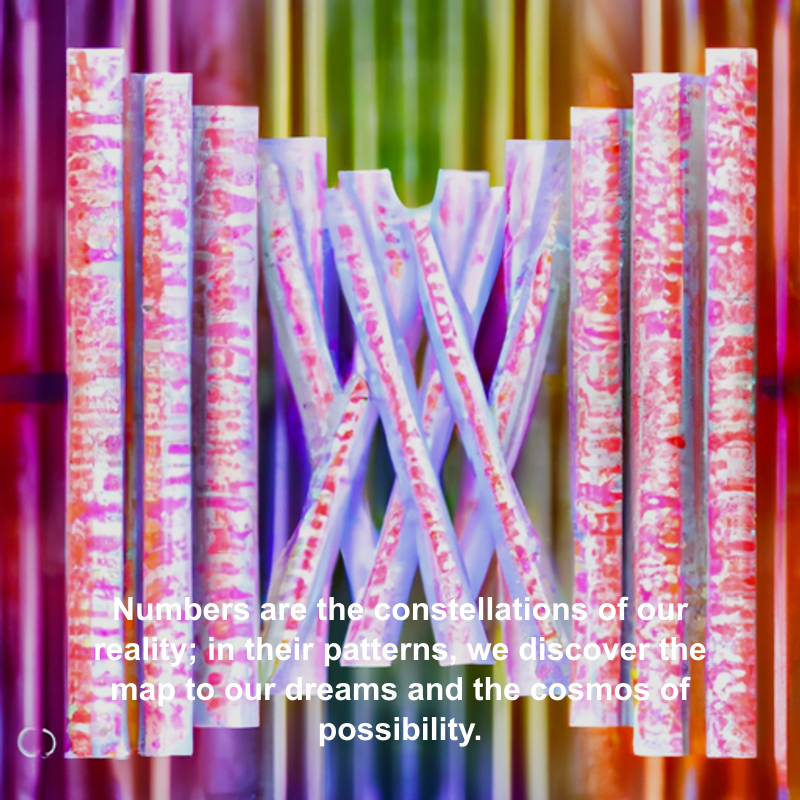 Numbers are the constellations of our
reality; in their patterns, we discover the
map to our dreams and the cosmos of
possibility.